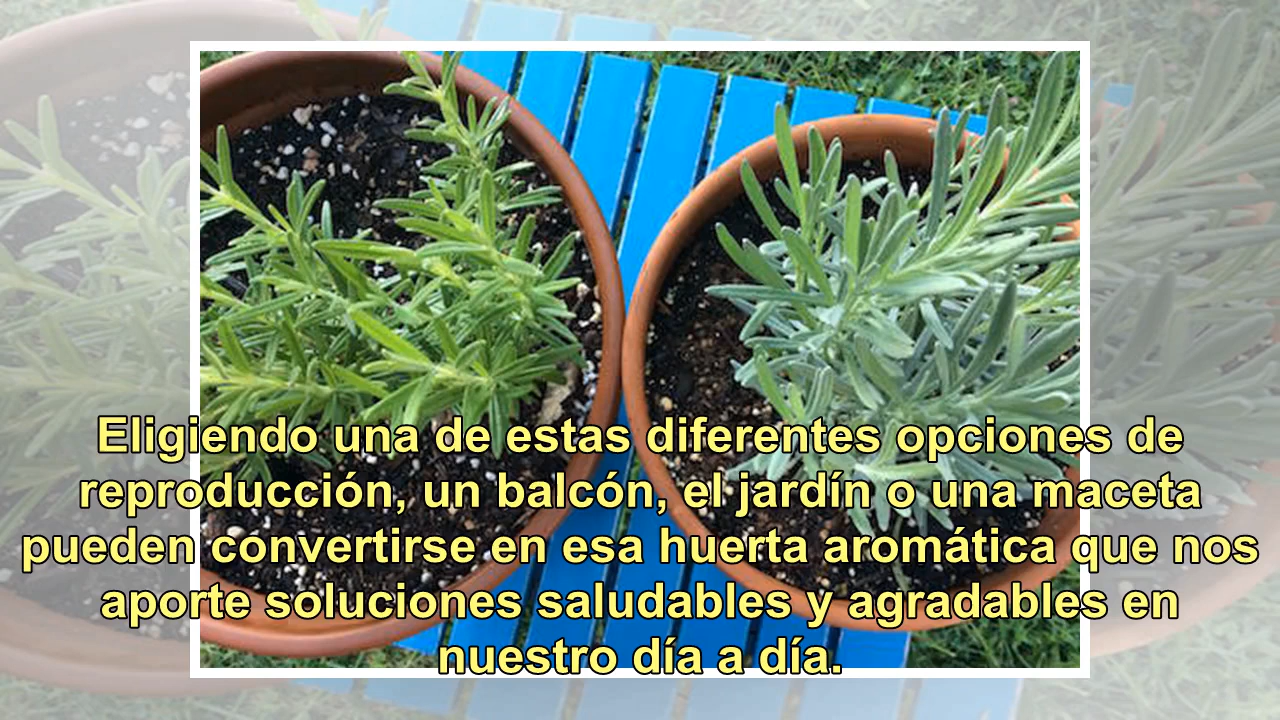 Eligiendo una de estas diferentes opciones de
reproducción, un balcón, el jardín o una maceta
pueden convertirse en esa huerta aromática que nos
aporte soluciones saludables y agradables en
nuestro día a día.